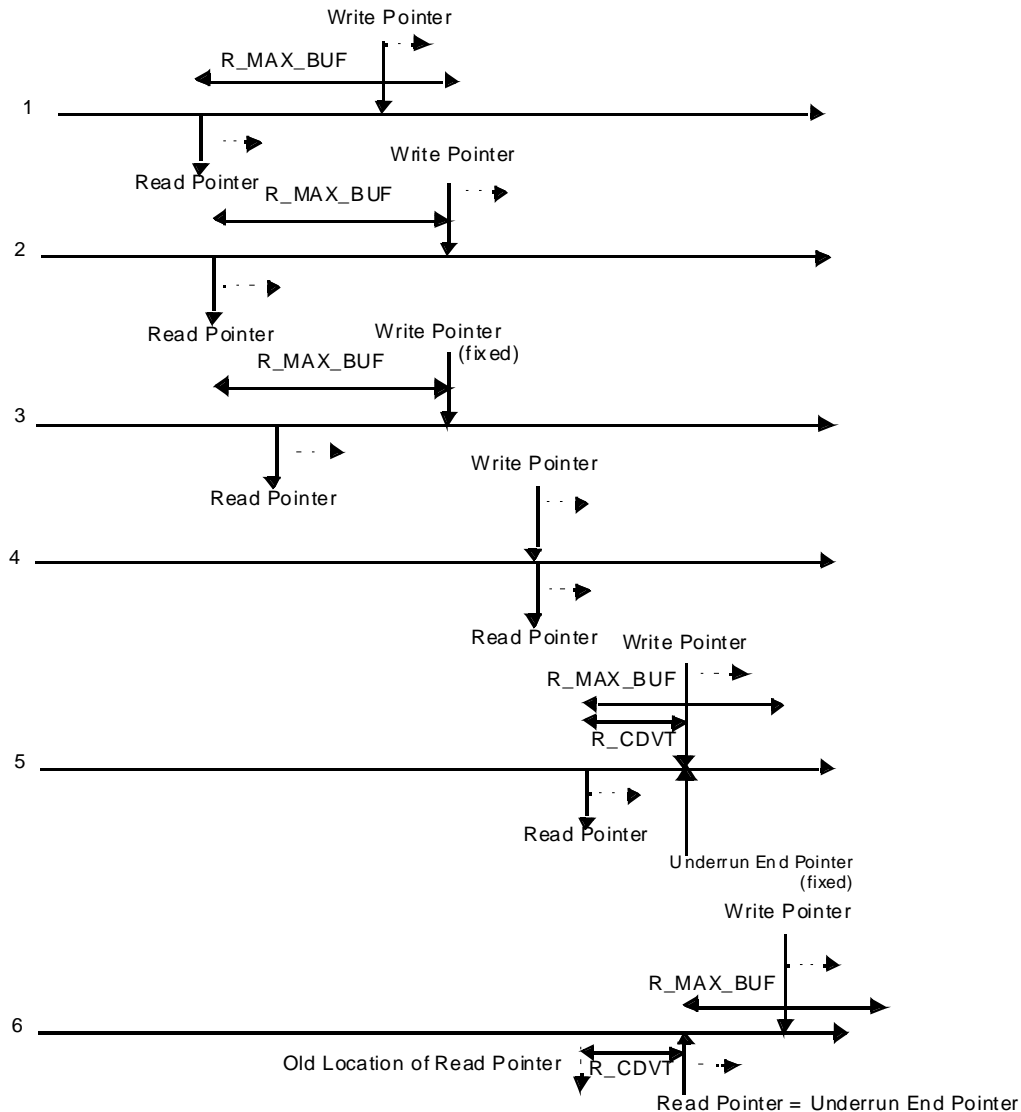 Write Pointer
R_MAX_BUF
1
Read Pointer
Write Pointer
R_MAX_BUF
2
Read Pointer
Write Pointer
(fixed)
R_MAX_BUF
3
Read Pointer
Write Pointer
4
Read Pointer
Write Pointer
R_MAX_BUF
R_CDVT
5
Read Pointer
Underrun End Pointer
(fixed)
Write Pointer
R_MAX_BUF
6
Old Location of Read Pointer
R_CDVT
Read Pointer = Underrun End Pointer